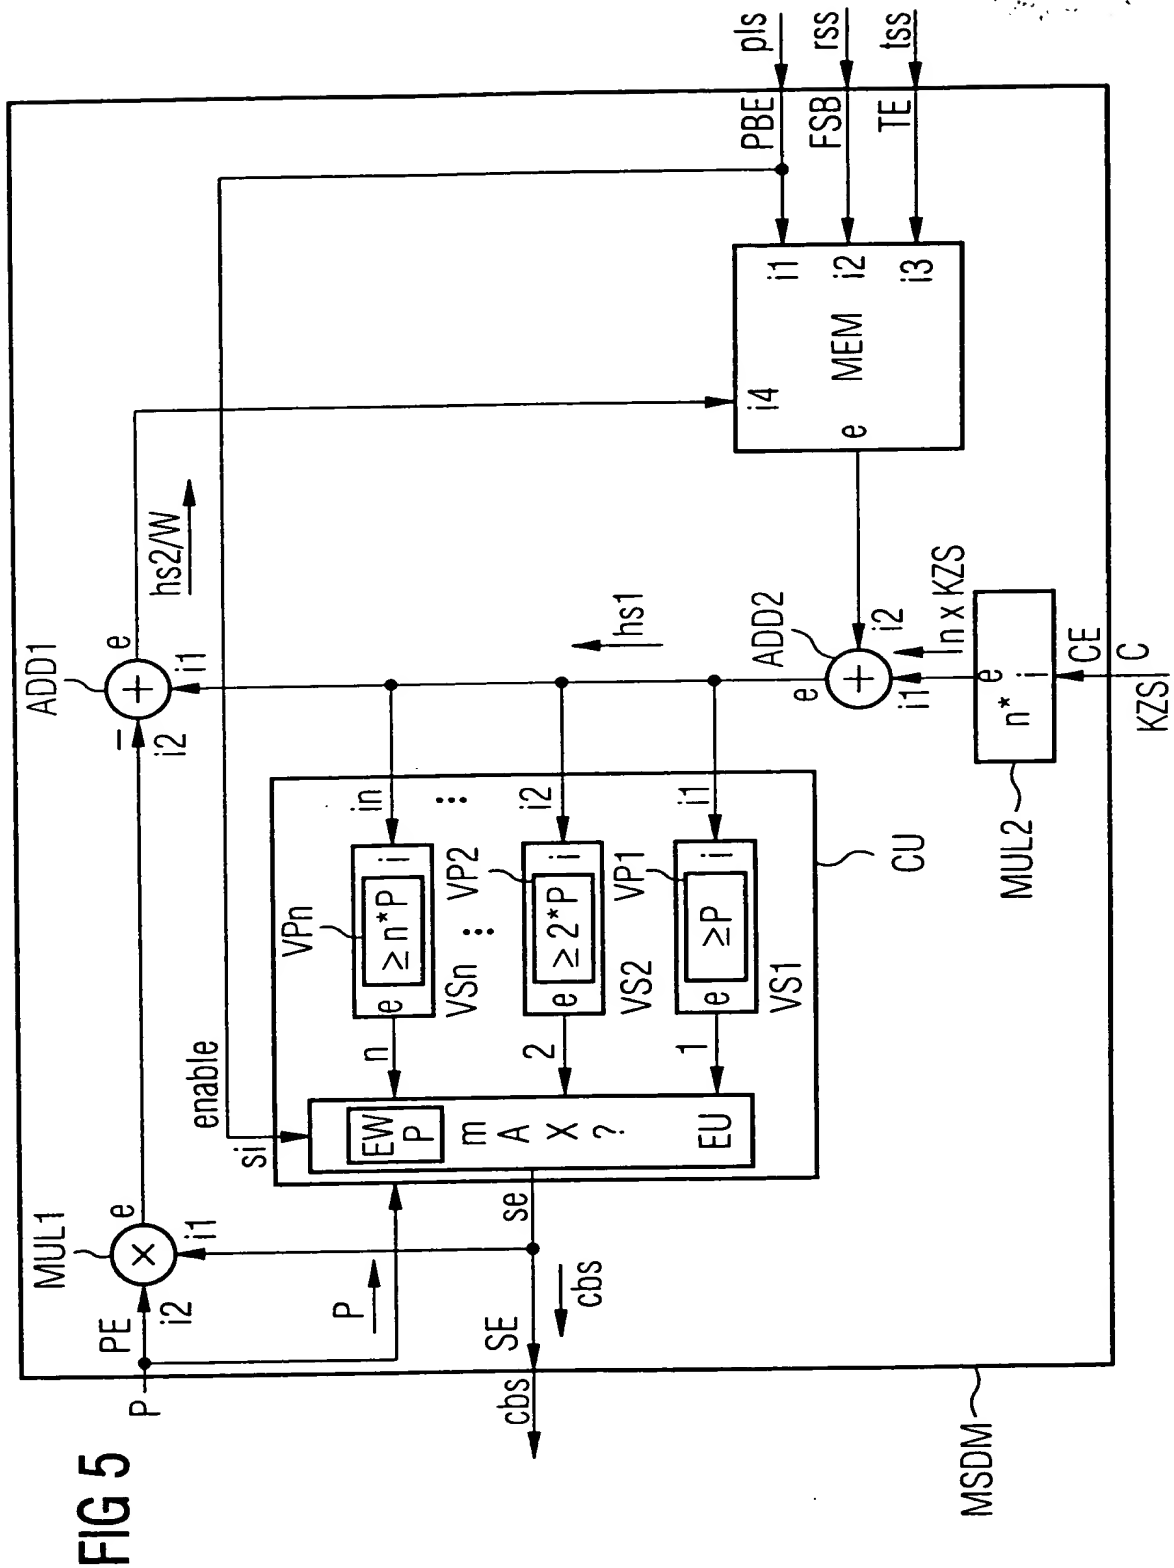 FIG 5
P
PE
i2
MUL1
e
i1
P
SE
cbs
cbs
se
si
enable
EW
P
m
A
X
?
EU
n
2
1
e
≥ n*P
i
VPn
VSn
in
e
≥ 2*P
i
VP2
VS2
i2
e
≥P
i
VP1
VS1
i1
CU
ADD1
–
i2
e
i1
hs2/W
hs1
ADD2
e
i1
i2
n x KZS
n*
e
i
MUL2
CE
C
KZS
MEM
i4
e
i1
i2
i3
PBE
FSB
TE
pls
rss
tss
MSDM